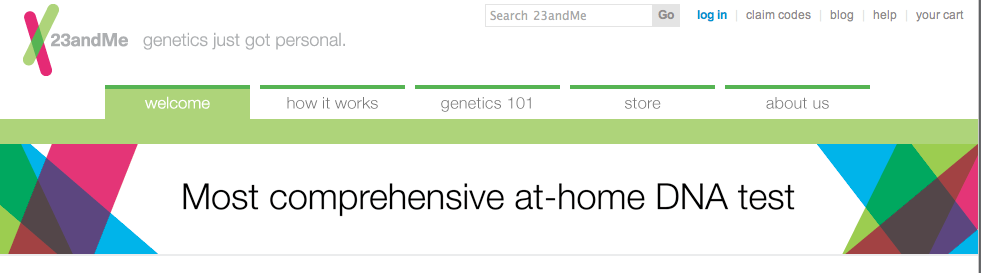 Search 23andMe Go log in claim codes blog help your cart
23andMe genetics just got personal.
welcome how it works genetics 101 store about us
Most comprehensive at-home DNA test